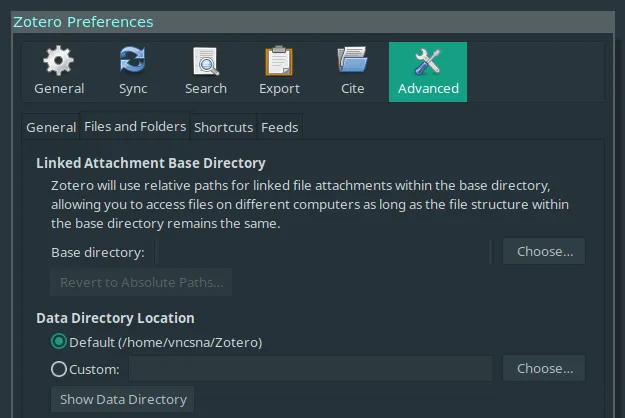 Zotero Preferences
General Sync Search Export Cite Advanced
General Files and Folders Shortcuts Feeds
Linked Attachment Base Directory
Zotero will use relative paths for linked file attachments within the base directory,
allowing you to access files on different computers as long as the file structure within
the base directory remains the same.
Base directory: Choose...
Revert to Absolute Paths...
Data Directory Location
Default (/home/vncsna/Zotero)
Custom: Choose...
Show Data Directory